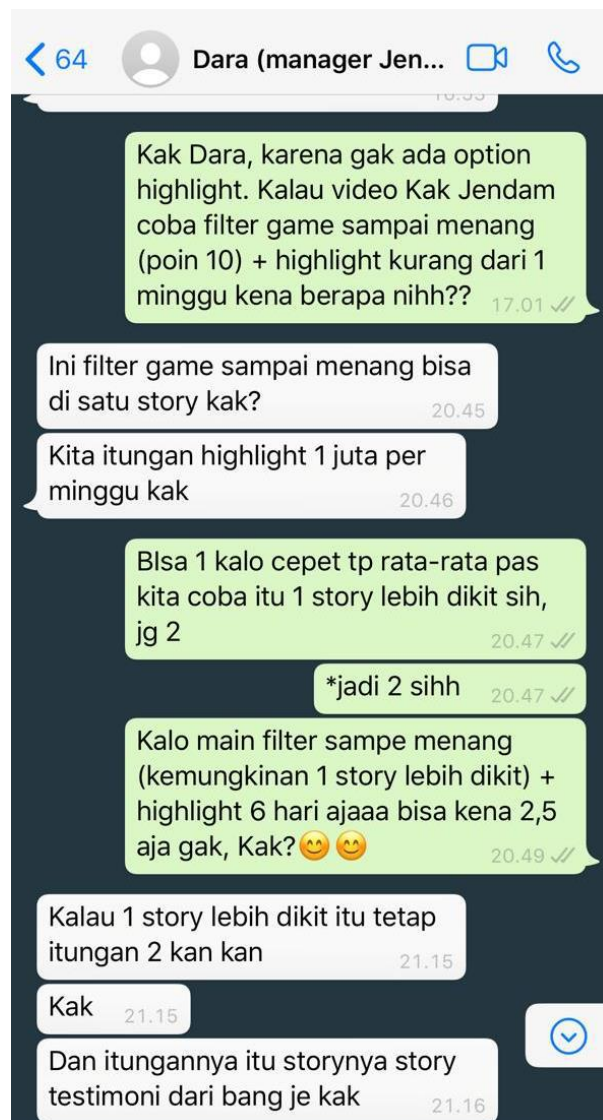 64
Dara (manager Jen...
Kak Dara, karena gak ada option
highlight. Kalau video Kak Jendam
coba filter game sampai menang
(poin 10) + highlight kurang dari 1
minggu kena berapa nihh??
17.01
Ini filter game sampai menang bisa
di satu story kak?
20.45
Kita itungan highlight 1 juta per
minggu kak
20.46
BIsa 1 kalo cepet tp rata-rata pas
kita coba itu 1 story lebih dikit sih,
jg 2
20.47
*jadi 2 sihh
20.47
Kalo main filter sampe menang
(kemungkinan 1 story lebih dikit) +
highlight 6 hari ajaaa bisa kena 2,5
aja gak, Kak?😊 😊
20.49
Kalau 1 story lebih dikit itu tetap
itungan 2 kan kan
21.15
Kak
21.15
Dan itungannya itu storynya story
testimoni dari bang je kak
21.16